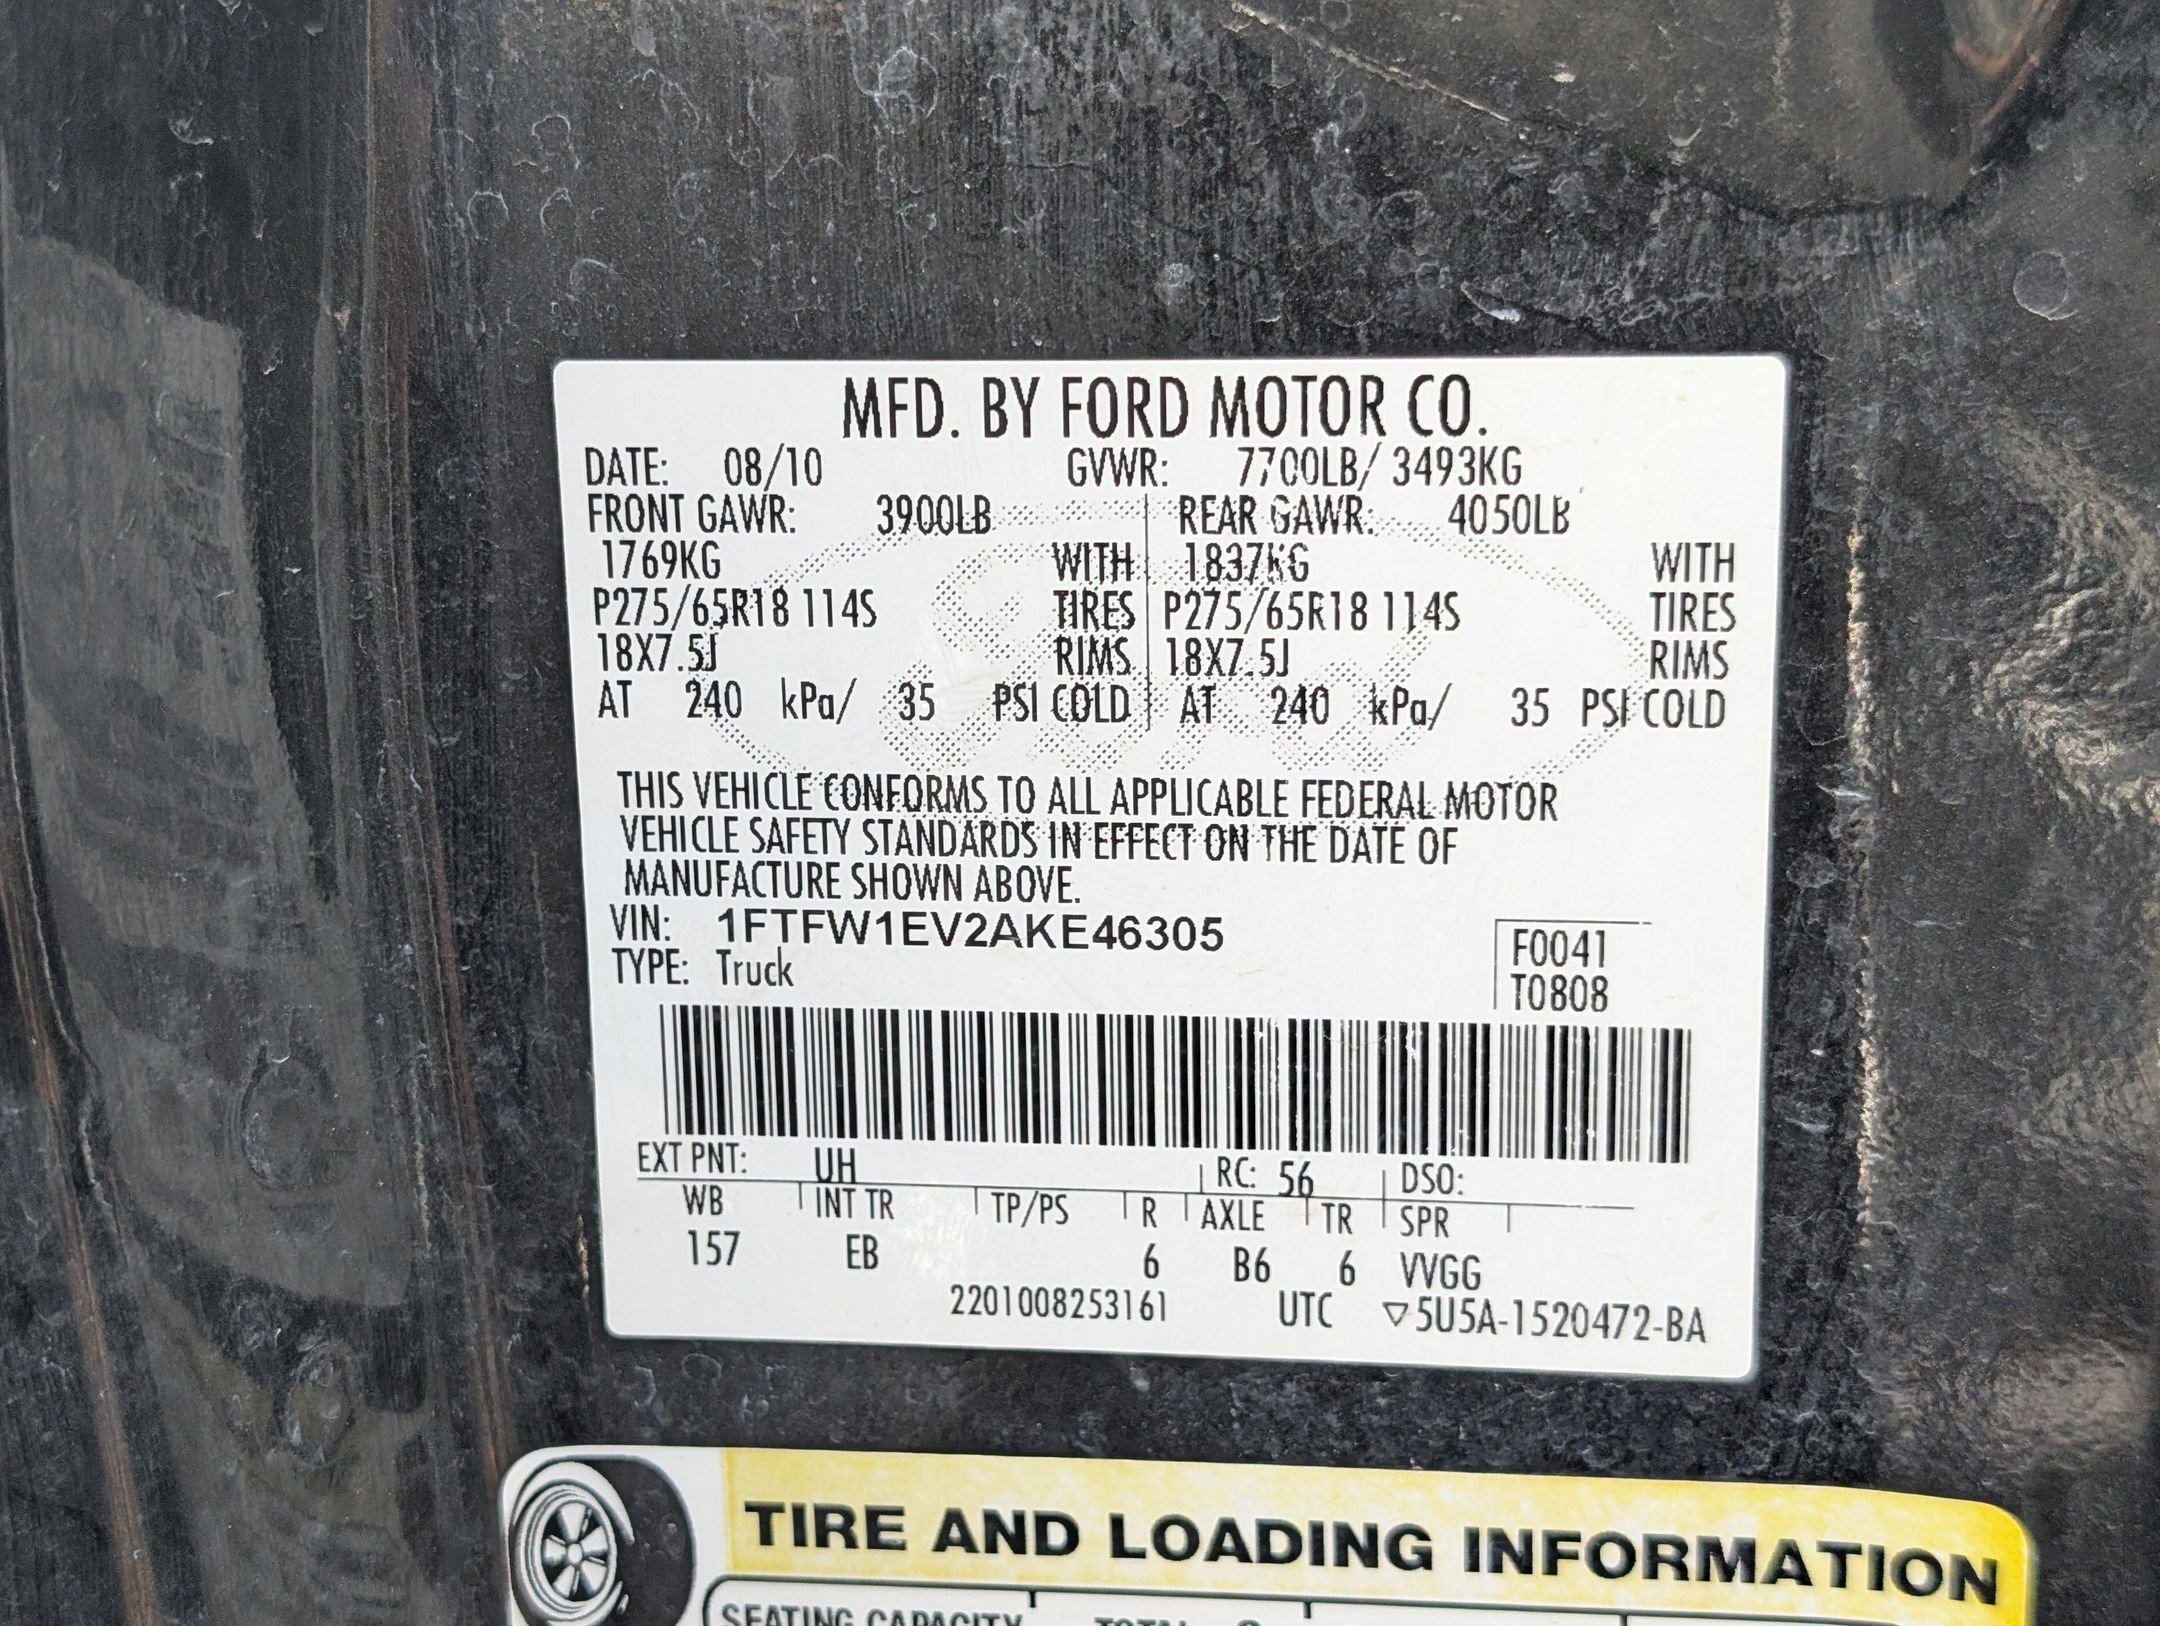 MFD. BY FORD MOTOR CO.
DATE: 08/10 GVWR: 7700LB/ 3493KG
FRONT GAWR: 3900LB REAR GAWR: 4050LB
1769KG WITH 1837KG WITH
P275/65R18 114S TIRES P275/65R18 114S TIRES
18X7.5J RIMS 18X7.5J RIMS
AT 240 kPa/ 35 PSI COLD AT 240 kPa/ 35 PSI COLD
THIS VEHICLE CONFORMS TO ALL APPLICABLE FEDERAL MOTOR
VEHICLE SAFETY STANDARDS IN EFFECT ON THE DATE OF
MANUFACTURE SHOWN ABOVE.
VIN: 1FTFW1EV2AKE46305
TYPE: Truck
F0041
T0808
EXT PNT: UH RC: 56 DSO:
WB INT TR TP/PS R AXLE TR SPR
157 EB 6 B6 6 VVGG
2201008253161 UTC ▽5U5A-1520472-BA
TIRE AND LOADING INFORMATION
SEATING CAPACITY